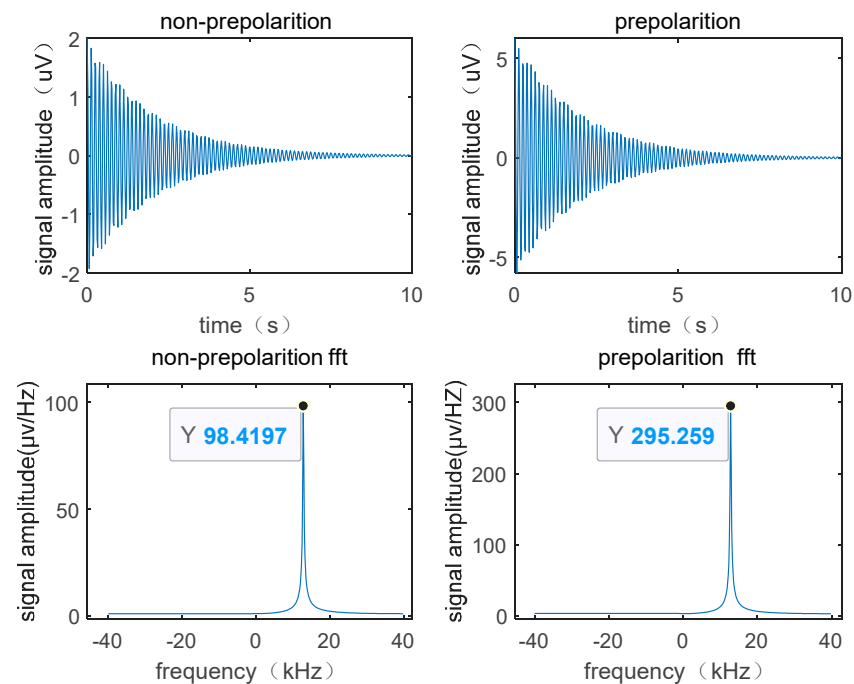 non-prepolarition
signal amplitude（uV）
2
1
0
-1
-2
0
5
10
time（s）
prepolarition
signal amplitude（uV）
5
0
-5
0
5
10
time（s）
non-prepolarition fft
signal amplitude(μv/Hz)
100
50
0
Y 98.4197
-40
-20
0
20
40
frequency（kHz）
prepolarition fft
signal amplitude(μv/HZ)
300
200
100
0
Y 295.259
-40
-20
0
20
40
frequency（kHz）